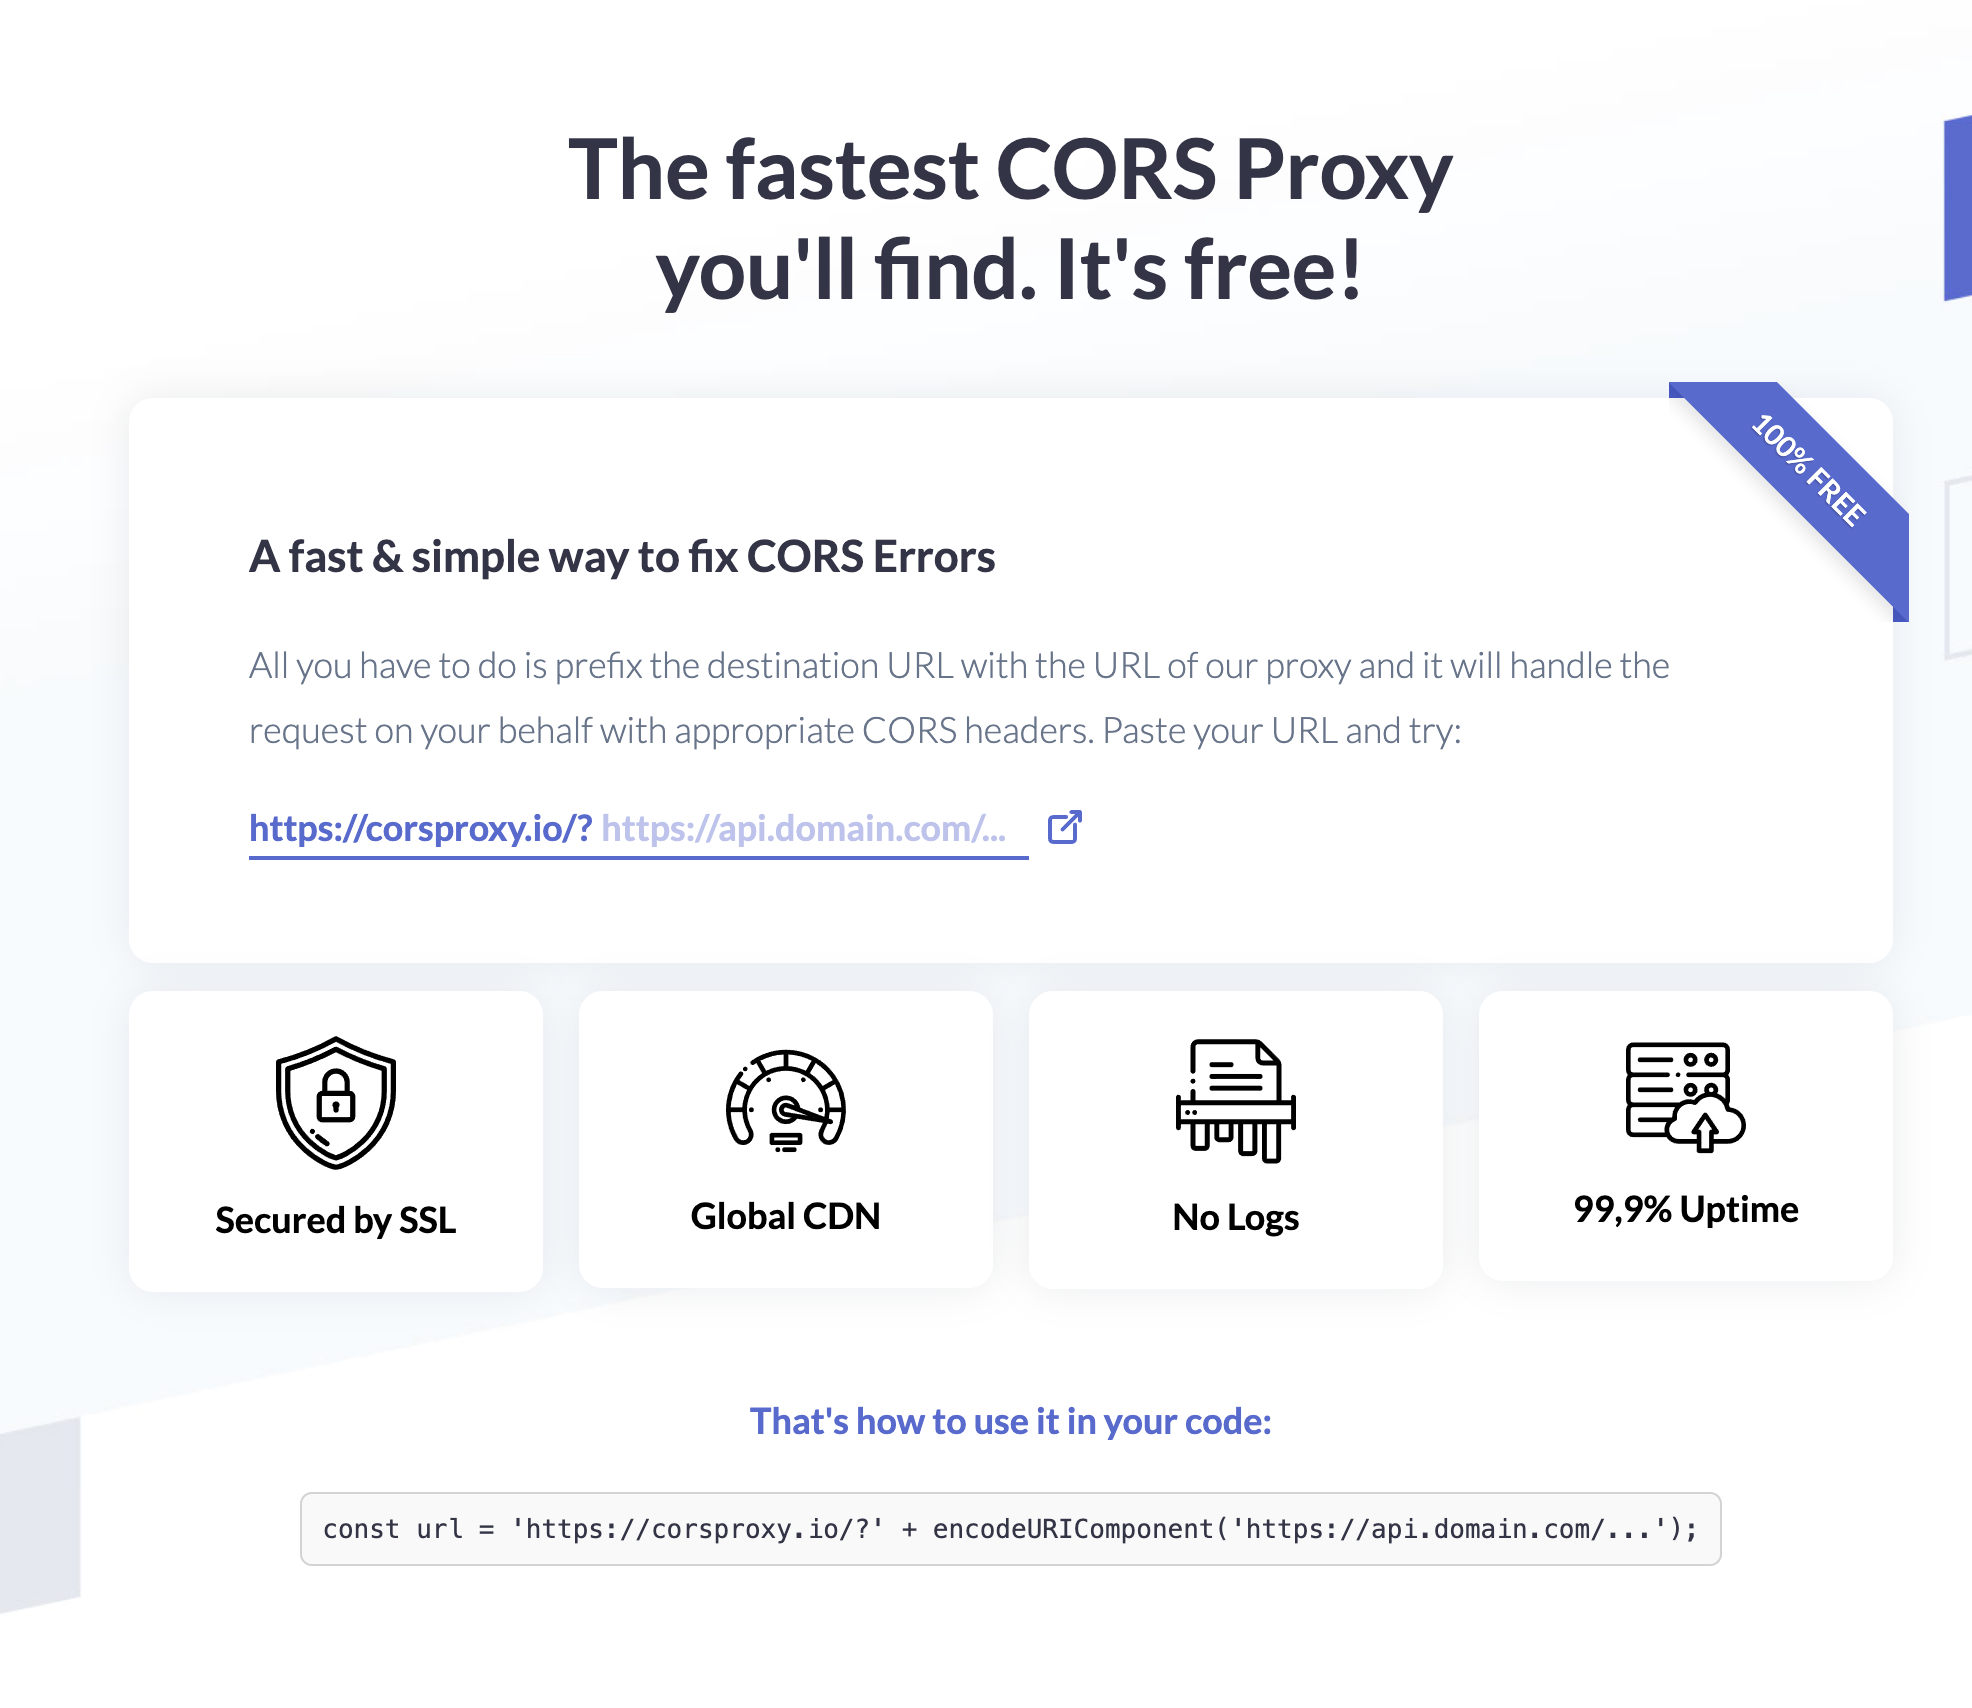 The fastest CORS Proxy
you'll find. It's free!
100% FREE
A fast & simple way to fix CORS Errors
All you have to do is prefix the destination URL with the URL of our proxy and it will handle the
request on your behalf with appropriate CORS headers. Paste your URL and try:
https://corsproxy.io/? https://api.domain.com/...
Secured by SSL
Global CDN
No Logs
99,9% Uptime
That's how to use it in your code:
const url = 'https://corsproxy.io/?' + encodeURIComponent('https://api.domain.com/...');